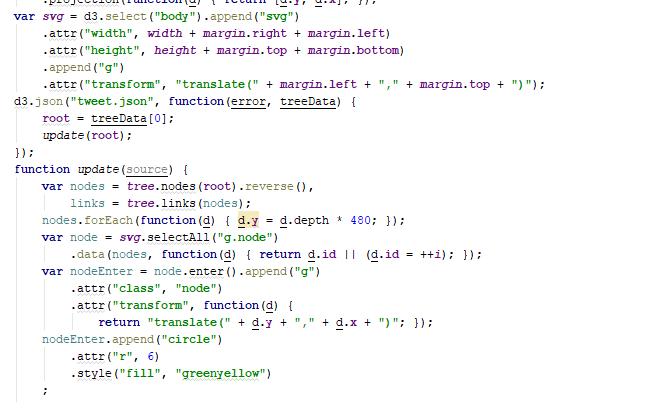 .projection(function(d) { return [d.y, d.x]; });
var svg = d3.select("body").append("svg")
.attr("width", width + margin.right + margin.left)
.attr("height", height + margin.top + margin.bottom)
.append("g")
.attr("transform", "translate(" + margin.left + "," + margin.top + ")");
d3.json("tweet.json", function(error, treeData) {
root = treeData[0];
update(root);
});
function update(source) {
var nodes = tree.nodes(root).reverse(),
links = tree.links(nodes);
nodes.forEach(function(d) { d.y = d.depth * 480; });
var node = svg.selectAll("g.node")
.data(nodes, function(d) { return d.id || (d.id = ++i); });
var nodeEnter = node.enter().append("g")
.attr("class", "node")
.attr("transform", function(d) {
return "translate(" + d.y + "," + d.x + ")"; });
nodeEnter.append("circle")
.attr("r", 6)
.style("fill", "greenyellow")
;